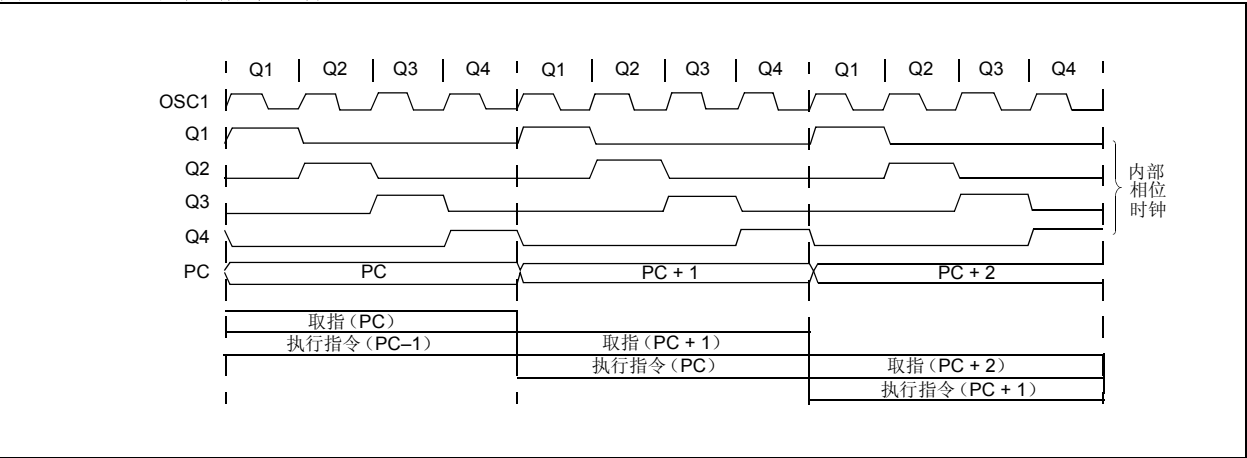 Q1 Q2 Q3 Q4 Q1 Q2 Q3 Q4 Q1 Q2 Q3 Q4
OSC1
Q1
Q2
Q3
Q4
内部
相位
时钟
PC PC PC + 1 PC + 2
取指（PC）
执行指令（PC–1） 取指（PC + 1）
执行指令（PC） 取指（PC + 2）
执行指令（PC + 1）